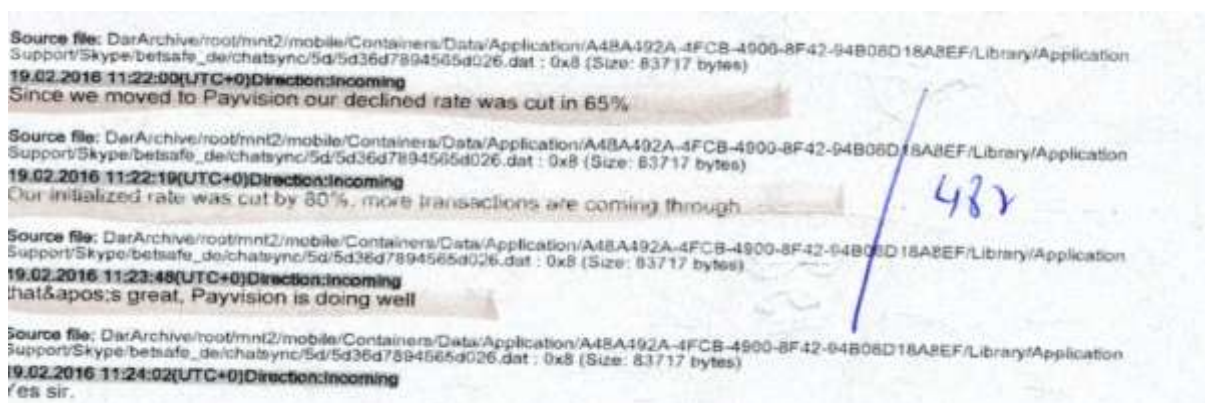 Source file: DarArchive/root/mnt2/mobile/Containers/Data/Application/A48A492A-4FCB-4900-8F42-94B08D18A8EF/Library/Application
Support/Skype/betsafe_de/chatsync/5d/5d36d7894565d026.dat : 0x8 (Size: 83717 bytes)
19.02.2016 11:22:00(UTC+0)Direction:Incoming
Since we moved to Payvision our declined rate was cut in 65%
Source file: DarArchive/root/mnt2/mobile/Containers/Data/Application/A48A492A-4FCB-4900-8F42-94B08D18A8EF/Library/Application
Support/Skype/betsafe_de/chatsync/5d/5d36d7894565d026.dat : 0x8 (Size: 83717 bytes)
19.02.2016 11:22:19(UTC+0)Direction:Incoming
Our initialized rate was cut by 80%, more transactions are coming through
482
Source file: DarArchive/root/mnt2/mobile/Containers/Data/Application/A48A492A-4FCB-4900-8F42-94B08D18A8EF/Library/Application
Support/Skype/betsafe_de/chatsync/5d/5d36d7894565d026.dat : 0x8 (Size: 83717 bytes)
19.02.2016 11:23:48(UTC+0)Direction:Incoming
that&apos;s great, Payvision is doing well
Source file: DarArchive/root/mnt2/mobile/Containers/Data/Application/A48A492A-4FCB-4900-8F42-94B08D18A8EF/Library/Application
Support/Skype/betsafe_de/chatsync/5d/5d36d7894565d026.dat : 0x8 (Size: 83717 bytes)
19.02.2016 11:24:02(UTC+0)Direction:Incoming
Yes sir.